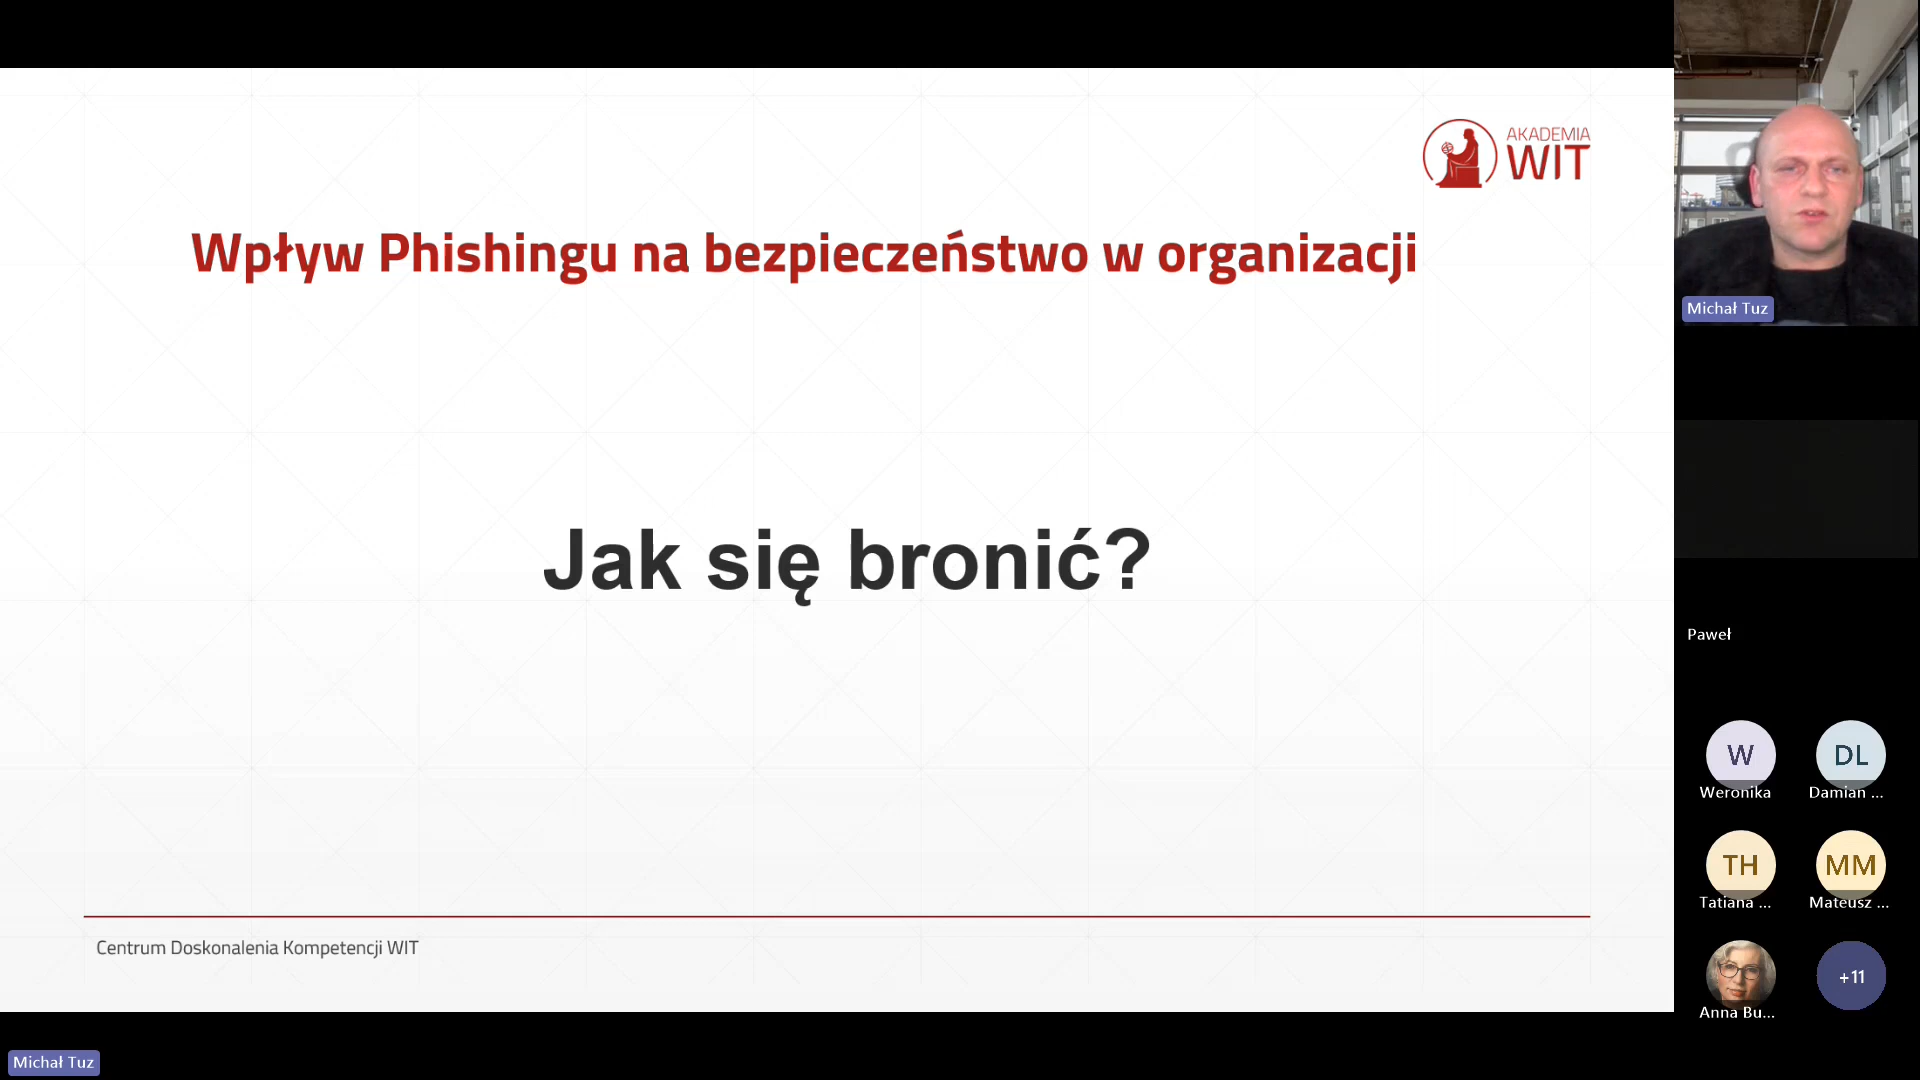 AKADEMIA
WIT
Wpływ Phishingu na bezpieczeństwo w organizacji
Jak się bronić?
Centrum Doskonalenia Kompetencji WIT
Michał Tuz
Michał Tuz
Paweł
W
Weronika
DL
Damian ...
TH
Tatiana ...
MM
Mateusz ...
Anna Bu...
+11